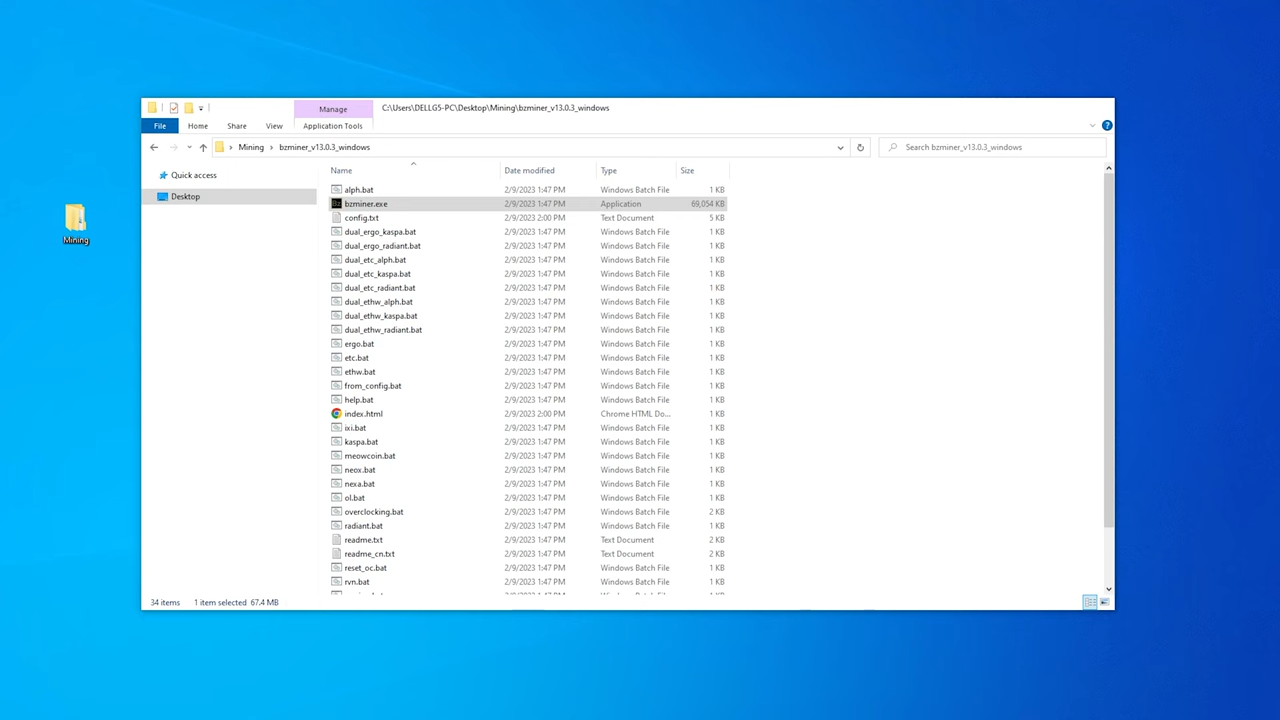 Mining
Manage
C:\Users\DELLG5-PC\Desktop\Mining\bzminer_v13.0.3_windows
File Home Share View Application Tools
Mining bzminer_v13.0.3_windows Search bzminer_v13.0.3_windows
Quick access
Desktop
Name Date modified Type Size
alph.bat 2/9/2023 1:47 PM Windows Batch File 1 KB
bzminer.exe 2/9/2023 1:47 PM Application 69,054 KB
config.txt 2/9/2023 2:00 PM Text Document 5 KB
dual_ergo_kaspa.bat 2/9/2023 1:47 PM Windows Batch File 1 KB
dual_ergo_radiant.bat 2/9/2023 1:47 PM Windows Batch File 1 KB
dual_etc_alph.bat 2/9/2023 1:47 PM Windows Batch File 1 KB
dual_etc_kaspa.bat 2/9/2023 1:47 PM Windows Batch File 1 KB
dual_etc_radiant.bat 2/9/2023 1:47 PM Windows Batch File 1 KB
dual_ethw_alph.bat 2/9/2023 1:47 PM Windows Batch File 1 KB
dual_ethw_kaspa.bat 2/9/2023 1:47 PM Windows Batch File 1 KB
dual_ethw_radiant.bat 2/9/2023 1:47 PM Windows Batch File 1 KB
ergo.bat 2/9/2023 1:47 PM Windows Batch File 1 KB
etc.bat 2/9/2023 1:47 PM Windows Batch File 1 KB
ethw.bat 2/9/2023 1:47 PM Windows Batch File 1 KB
from_config.bat 2/9/2023 1:47 PM Windows Batch File 1 KB
help.bat 2/9/2023 1:47 PM Windows Batch File 1 KB
index.html 2/9/2023 2:00 PM Chrome HTML Do... 1 KB
ixi.bat 2/9/2023 1:47 PM Windows Batch File 1 KB
kaspa.bat 2/9/2023 1:47 PM Windows Batch File 1 KB
meowcoin.bat 2/9/2023 1:47 PM Windows Batch File 1 KB
neox.bat 2/9/2023 1:47 PM Windows Batch File 1 KB
nexa.bat 2/9/2023 1:47 PM Windows Batch File 1 KB
ol.bat 2/9/2023 1:47 PM Windows Batch File 1 KB
overclocking.bat 2/9/2023 1:47 PM Windows Batch File 2 KB
radiant.bat 2/9/2023 1:47 PM Windows Batch File 1 KB
readme.txt 2/9/2023 1:47 PM Text Document 2 KB
readme_cn.txt 2/9/2023 1:47 PM Text Document 2 KB
reset_oc.bat 2/9/2023 1:47 PM Windows Batch File 1 KB
rvn.bat 2/9/2023 1:47 PM Windows Batch File 1 KB
34 items 1 item selected 67.4 MB